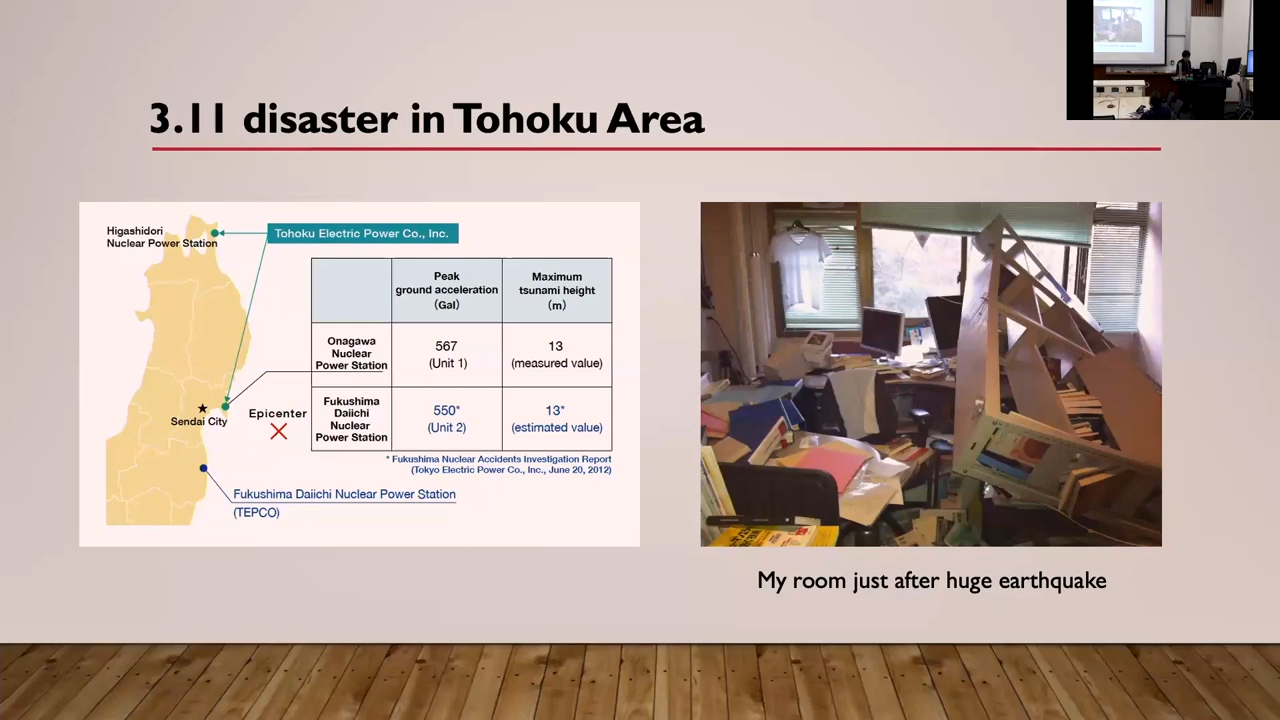 3.11 disaster in Tohoku Area
Higashidori
Nuclear Power Station
Tohoku Electric Power Co., Inc.
Peak
ground acceleration
(Gal)
Maximum
tsunami height
(m)
Onagawa
Nuclear
Power Station
567
(Unit 1)
13
(measured value)
Fukushima
Daiichi
Nuclear
Power Station
550*
(Unit 2)
13*
(estimated value)
Sendai City
Epicenter
* Fukushima Nuclear Accidents Investigation Report
(Tokyo Electric Power Co., Inc., June 20, 2012)
Fukushima Daiichi Nuclear Power Station
(TEPCO)
My room just after huge earthquake